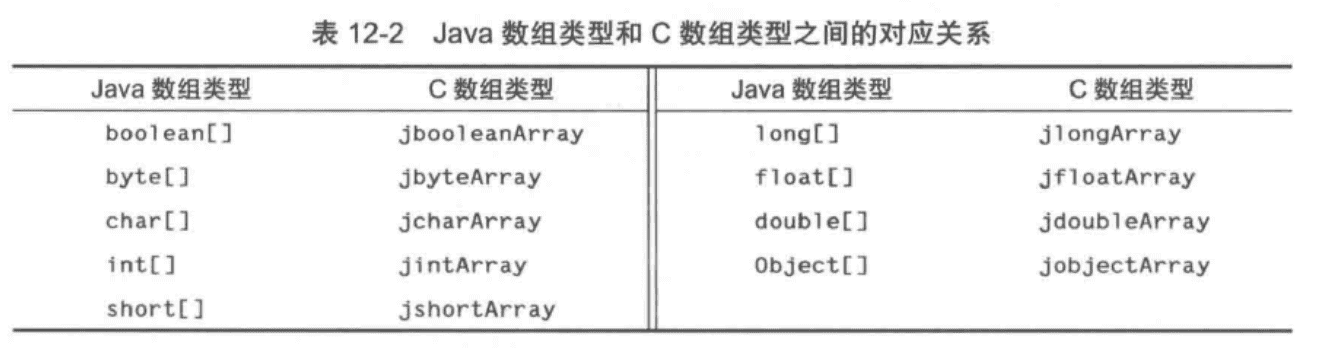 表 12-2 Java 数组类型和 C 数组类型之间的对应关系
Java 数组类型 C 数组类型 Java 数组类型 C 数组类型
boolean[] jbooleanArray long[] jlongArray
byte[] jbyteArray float[] jfloatArray
char[] jcharArray double[] jdoubleArray
int[] jintArray Object[] jobjectArray
short[] jshortArray